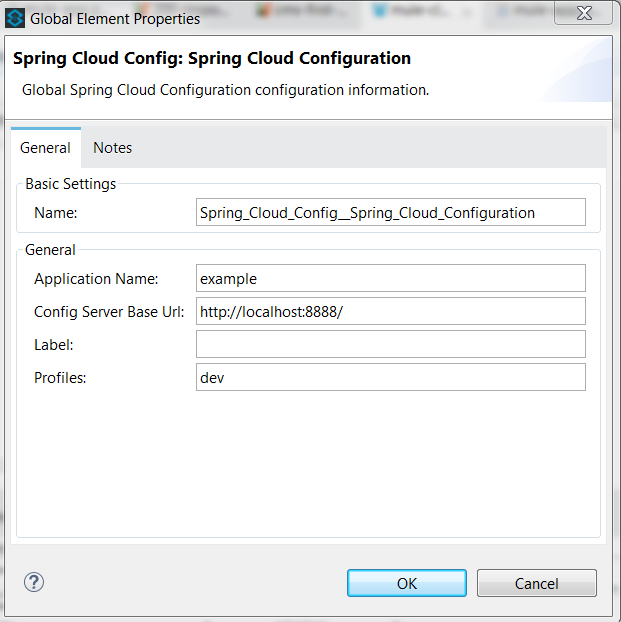 Global Element Properties
Spring Cloud Config: Spring Cloud Configuration
Global Spring Cloud Configuration configuration information.
General Notes
Basic Settings
Name: Spring_Cloud_Config__Spring_Cloud_Configuration
General
Application Name: example
Config Server Base Url: http://localhost:8888/
Label:
Profiles: dev
? OK Cancel